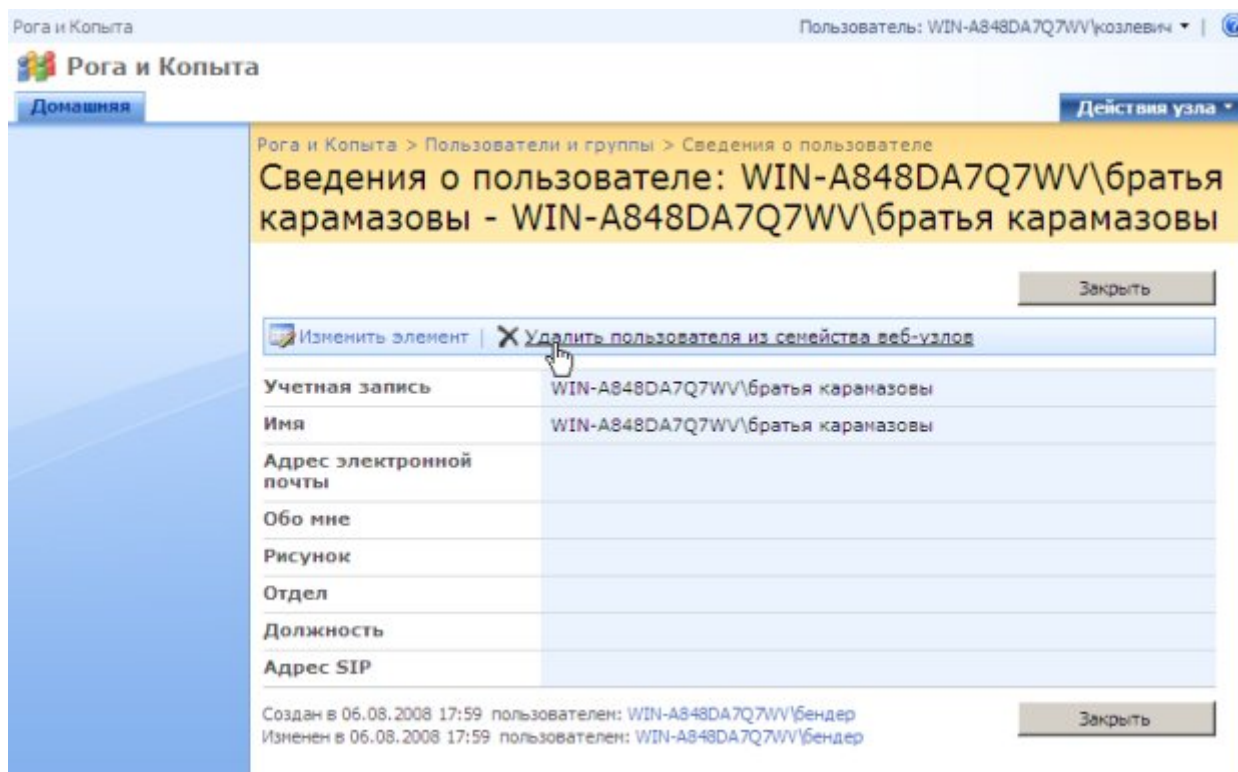 Рога и Копыта
Пользователь: WIN-A848DA7Q7WV\козлевич
Рога и Копыта
Домашняя
Действия узла
Рога и Копыта > Пользователи и группы > Сведения о пользователе
Сведения о пользователе: WIN-A848DA7Q7WV\братья
карамазовы - WIN-A848DA7Q7WV\братья карамазовы
Закрыть
Изменить элемент | Удалить пользователя из семейства веб-узлов
Учетная запись WIN-A848DA7Q7WV\братья карамазовы
Имя WIN-A848DA7Q7WV\братья карамазовы
Адрес электронной
почты
Обо мне
Рисунок
Отдел
Должность
Адрес SIP
Создан в 06.08.2008 17:59 пользователем: WIN-A848DA7Q7WV\бендер
Закрыть
Изменен в 06.08.2008 17:59 пользователем: WIN-A848DA7Q7WV\бендер